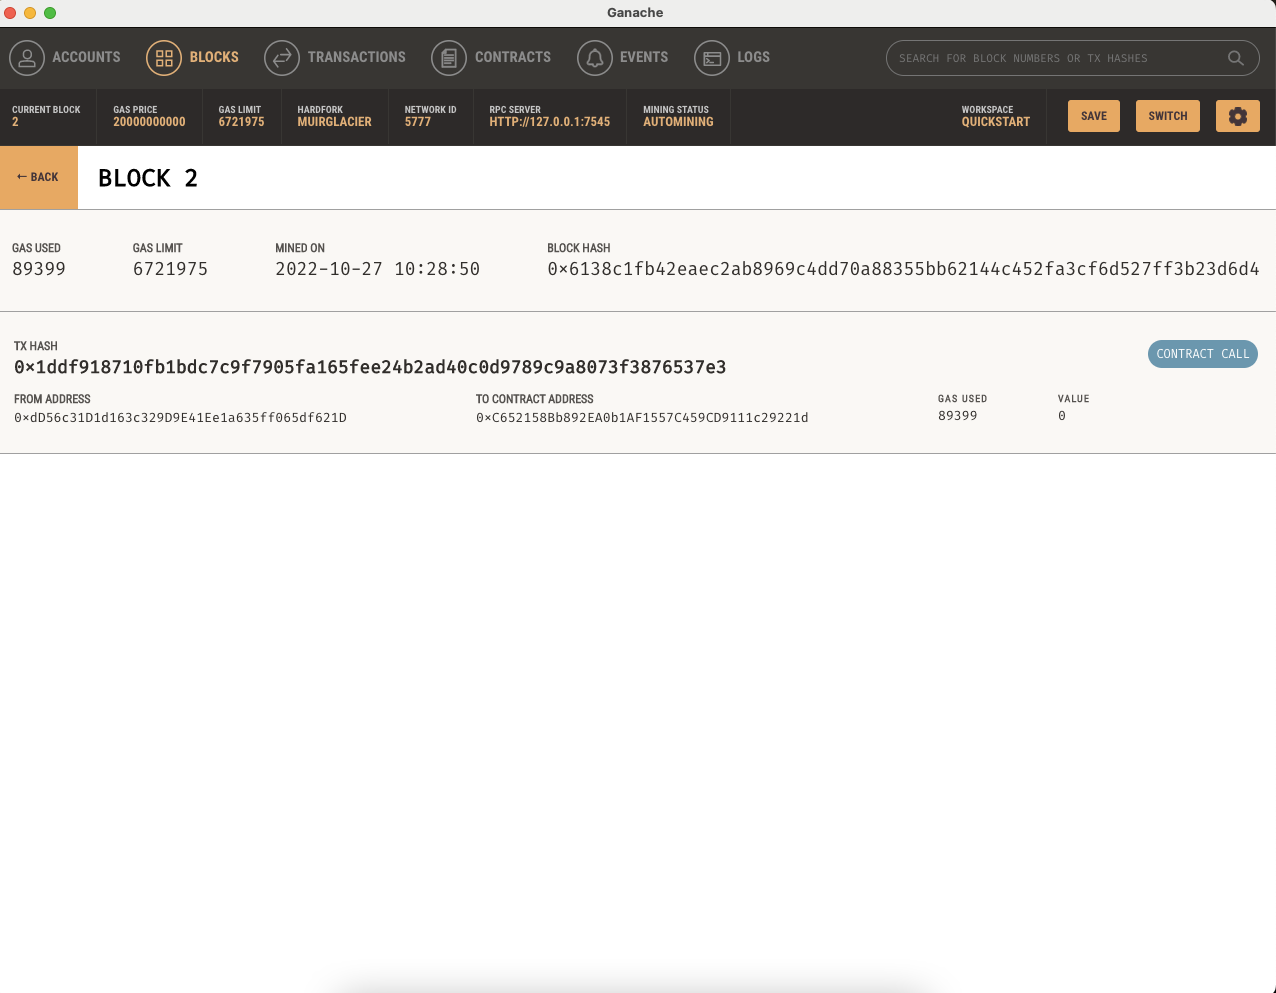 Ganache
ACCOUNTS BLOCKS TRANSACTIONS CONTRACTS EVENTS LOGS SEARCH FOR BLOCK NUMBERS OR TX HASHES
CURRENT BLOCK GAS PRICE GAS LIMIT HARDFORK NETWORK ID RPC SERVER MINING STATUS WORKSPACE
2 20000000000 6721975 MUIRGLACIER 5777 HTTP://127.0.0.1:7545 AUTOMINING QUICKSTART SAVE SWITCH
← BACK BLOCK 2
GAS USED GAS LIMIT MINED ON BLOCK HASH
89399 6721975 2022-10-27 10:28:50 0×6138c1fb42eaec2ab8969c4dd70a88355bb62144c452fa3cf6d527ff3b23d6d4
TX HASH
0×1ddf918710fb1bdc7c9f7905fa165fee24b2ad40c0d9789c9a8073f3876537e3 CONTRACT CALL
FROM ADDRESS TO CONTRACT ADDRESS GAS USED VALUE
0×dD56c31D1d163c329D9E41Ee1a635ff065df621D 0×C652158Bb892EA0b1AF1557C459CD9111c29221d 89399 0